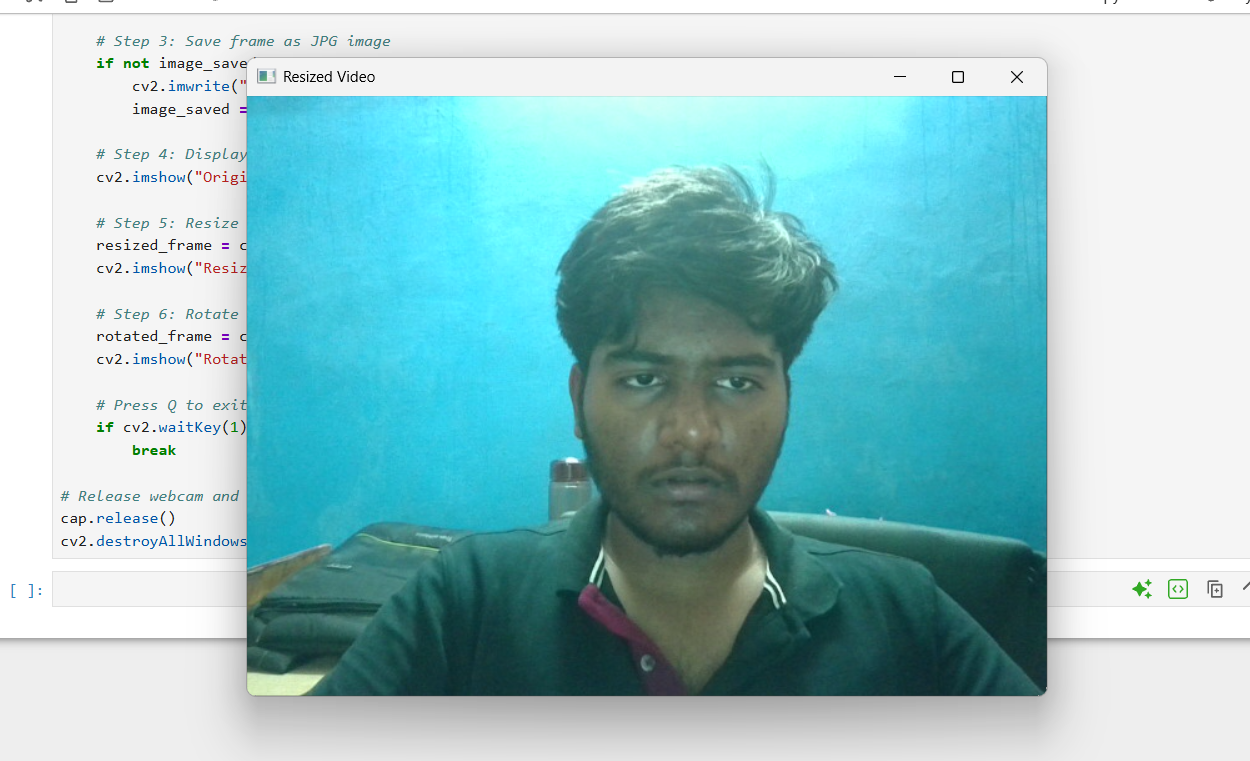 # Step 3: Save frame as JPG image
if not image_save
cv2.imwrite("
image_saved =
# Step 4: Display
cv2.imshow("Origi
# Step 5: Resize
resized_frame = c
cv2.imshow("Resiz
# Step 6: Rotate
rotated_frame = c
cv2.imshow("Rotat
# Press Q to exit
if cv2.waitKey(1)
break
# Release webcam and
cap.release()
cv2.destroyAllWindows
[ ]:
Resized Video